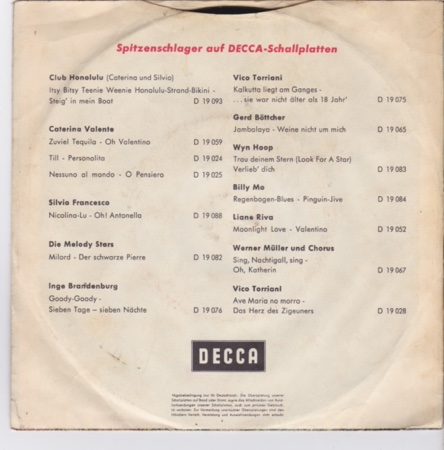 Spitzenschlager auf DECCA-Schallplatten
Club Honolulu (Caterina und Silvio)
Itsy Bitsy Teenie Weenie Honolulu-Strand-Bikini -
Steig' in mein Boot D 19 093
Caterina Valente
Zuviel Tequila - Oh Valentino D 19 059
Till - Personalita D 19 024
Nessuno al mondo - O Pensiero D 19 025
Silvio Francesco
Nicolina-Lu - Oh! Antonella D 19 088
Die Melody Stars
Milord - Der schwarze Pierre D 19 082
Inge Brandenburg
Goody-Goody -
Sieben Tage – sieben Nächte D 19 076
Vico Torriani
Kalkutta liegt am Ganges -
...sie war nicht älter als 18 Jahr' D 19 075
Gerd Böttcher
Jambalaya - Weine nicht um mich D 19 065
Wyn Hoop
Trau deinem Stern (Look For A Star)
Verlieb' dich D 19 083
Billy Mo
Regenbogen-Blues - Pinguin-Jive D 19 084
Liane Riva
Moonlight Love - Valentino D 19 052
Werner Müller und Chorus
Sing, Nachtigall, sing -
Oh, Katherin D 19 067
Vico Torriani
Ave Maria no morro -
Das Herz des Zigeuners D 19 028
DECCA